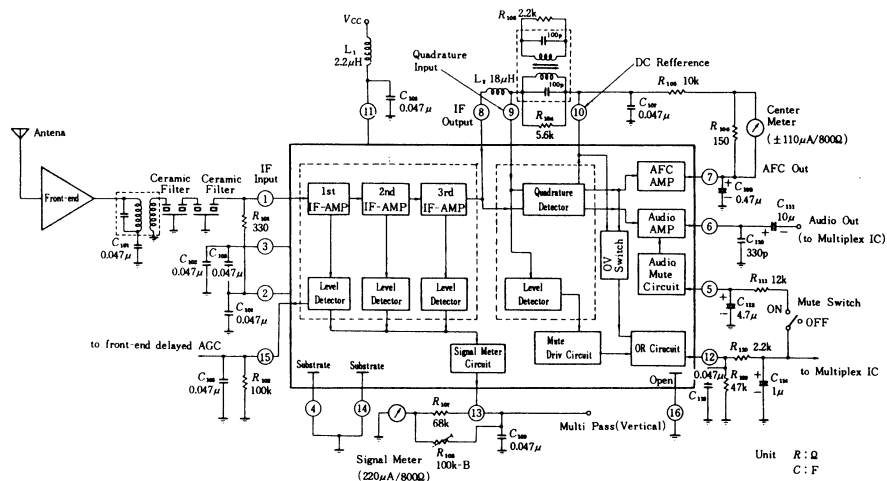 R₁₀₅ 2.2k
100p
100p
V_CC
L₁
2.2μH
Quadrature
Input
L₂ 18μH
DC Refference
R₁₀₅ 10k
C₁₀₆
0.047μ
C₁₀₇
0.047μ
Center
Meter
(±110μA/800Ω)
R₁₀₄
5.6k
R₁₀₆
150
11
8
IF
Output
9
10
Antena
Front-end
Ceramic
Filter
Ceramic
Filter
IF
Input
1
C₁₀₁
0.047μ
R₁₀₁
330
1st
IF-AMP
2nd
IF-AMP
3rd
IF-AMP
Quadrature
Detector
AFC
AMP
7
AFC Out
C₁₀₈
0.47μ
Audio
AMP
6
C₁₁₁
10μ
Audio Out
(to Multiplex IC)
C₁₁₀
330p
3
C₁₀₂
0.047μ
C₁₀₃
0.047μ
2
C₁₀₁
0.047μ
OV
Switch
Audio
Mute
Circuit
5
R₁₁₁ 12k
C₁₁₂
4.7μ
ON
OFF
Mute Switch
Level
Detector
Level
Detector
Level
Detector
Level
Detector
to front-end delayed AGC
15
C₁₀₅
0.047μ
R₁₀₂
100k
Signal Meter
Circuit
Mute
Driv Circuit
OR Circuit
12
R₁₁₀ 2.2k
to Multiplex IC
Substrate
Substrate
Open
0.047μ
47k
C₁₁₄
1μ
4
14
13
16
R₁₀₇
68k
Multi Pass(Vertical)
C₁₀₉
0.047μ
R₁₀₈
100k-B
Signal Meter
(220μA/800Ω)
Unit R:Ω
C:F